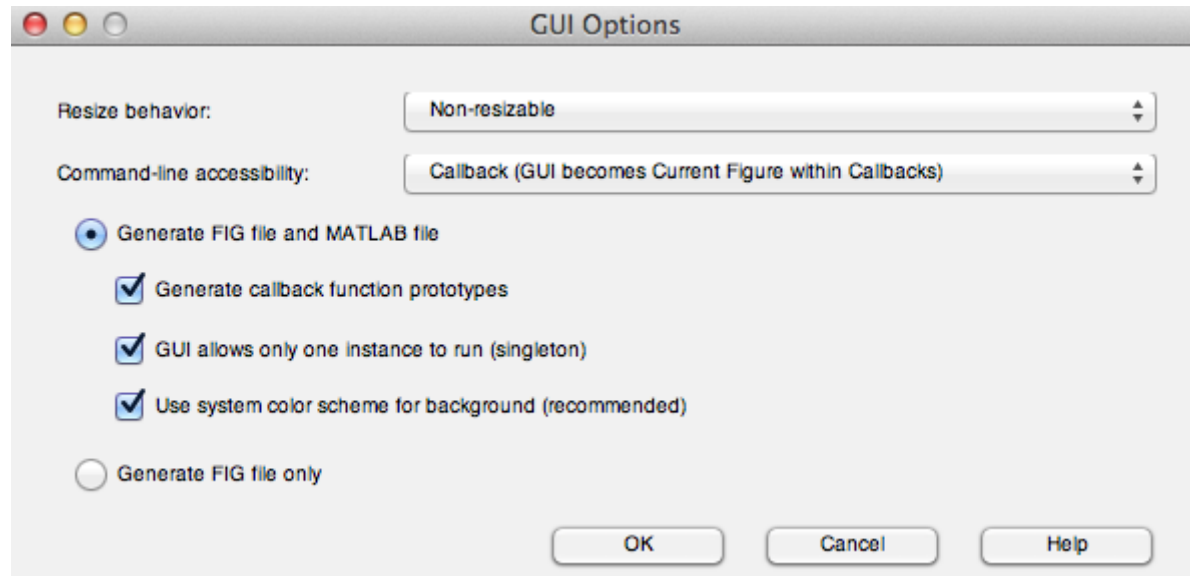 GUI Options
Resize behavior: Non-resizable
Command-line accessibility: Callback (GUI becomes Current Figure within Callbacks)
Generate FIG file and MATLAB file
Generate callback function prototypes
GUI allows only one instance to run (singleton)
Use system color scheme for background (recommended)
Generate FIG file only
OK Cancel Help